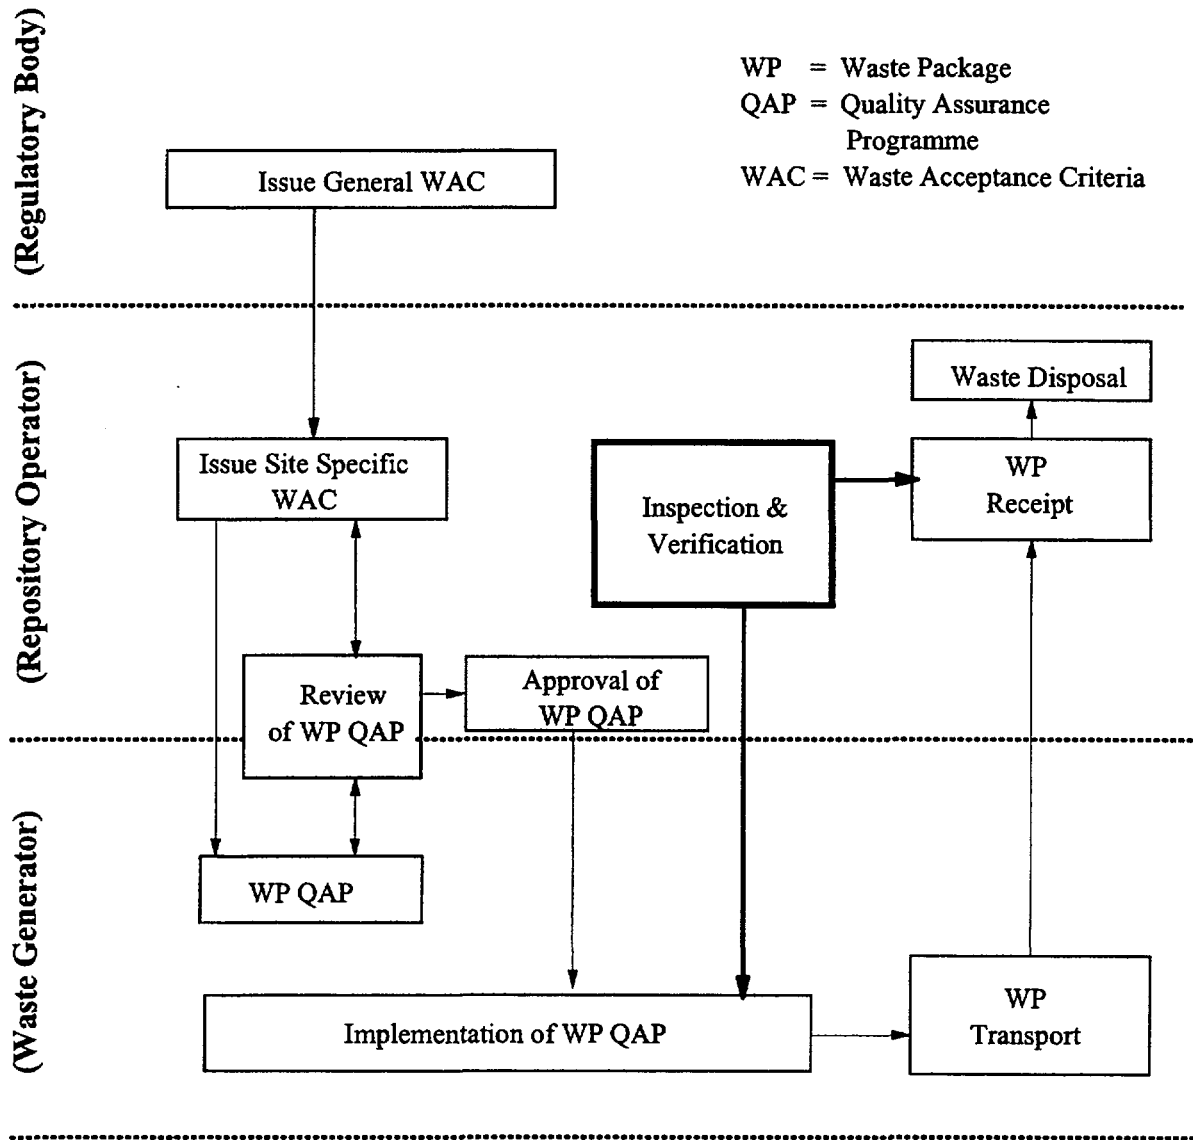 (Regulatory Body)
WP = Waste Package
QAP = Quality Assurance
Programme
WAC = Waste Acceptance Criteria
Issue General WAC
(Repository Operator)
Waste Disposal
Issue Site Specific
WAC
Inspection &
Verification
WP
Receipt
Review
of WP QAP
Approval of
WP QAP
(Waste Generator)
WP QAP
Implementation of WP QAP
WP
Transport